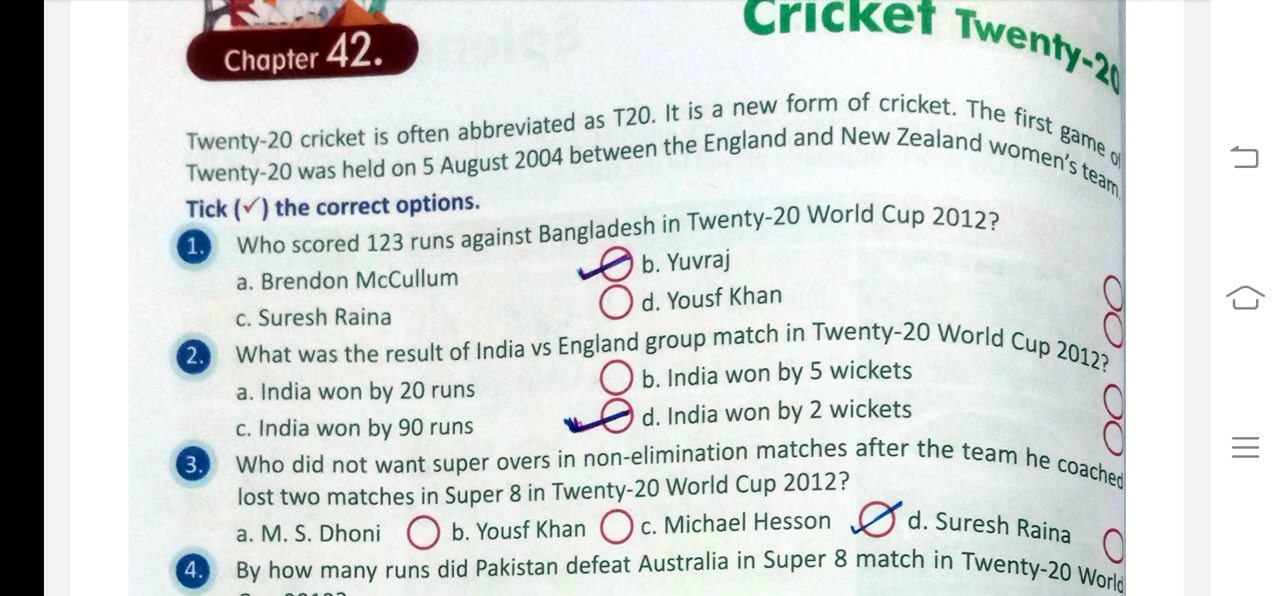 Chapter 42.
Cricket Twenty-20
Twenty-20 cricket is often abbreviated as T20. It is a new form of cricket. The first game of
Twenty-20 was held on 5 August 2004 between the England and New Zealand women's team.
Tick (✓) the correct options.
1. Who scored 123 runs against Bangladesh in Twenty-20 World Cup 2012?
a. Brendon McCullum b. Yuvraj
c. Suresh Raina d. Yousf Khan
2. What was the result of India vs England group match in Twenty-20 World Cup 2012?
a. India won by 20 runs b. India won by 5 wickets
c. India won by 90 runs d. India won by 2 wickets
3. Who did not want super overs in non-elimination matches after the team he coached
lost two matches in Super 8 in Twenty-20 World Cup 2012?
a. M. S. Dhoni b. Yousf Khan c. Michael Hesson d. Suresh Raina
4. By how many runs did Pakistan defeat Australia in Super 8 match in Twenty-20 World